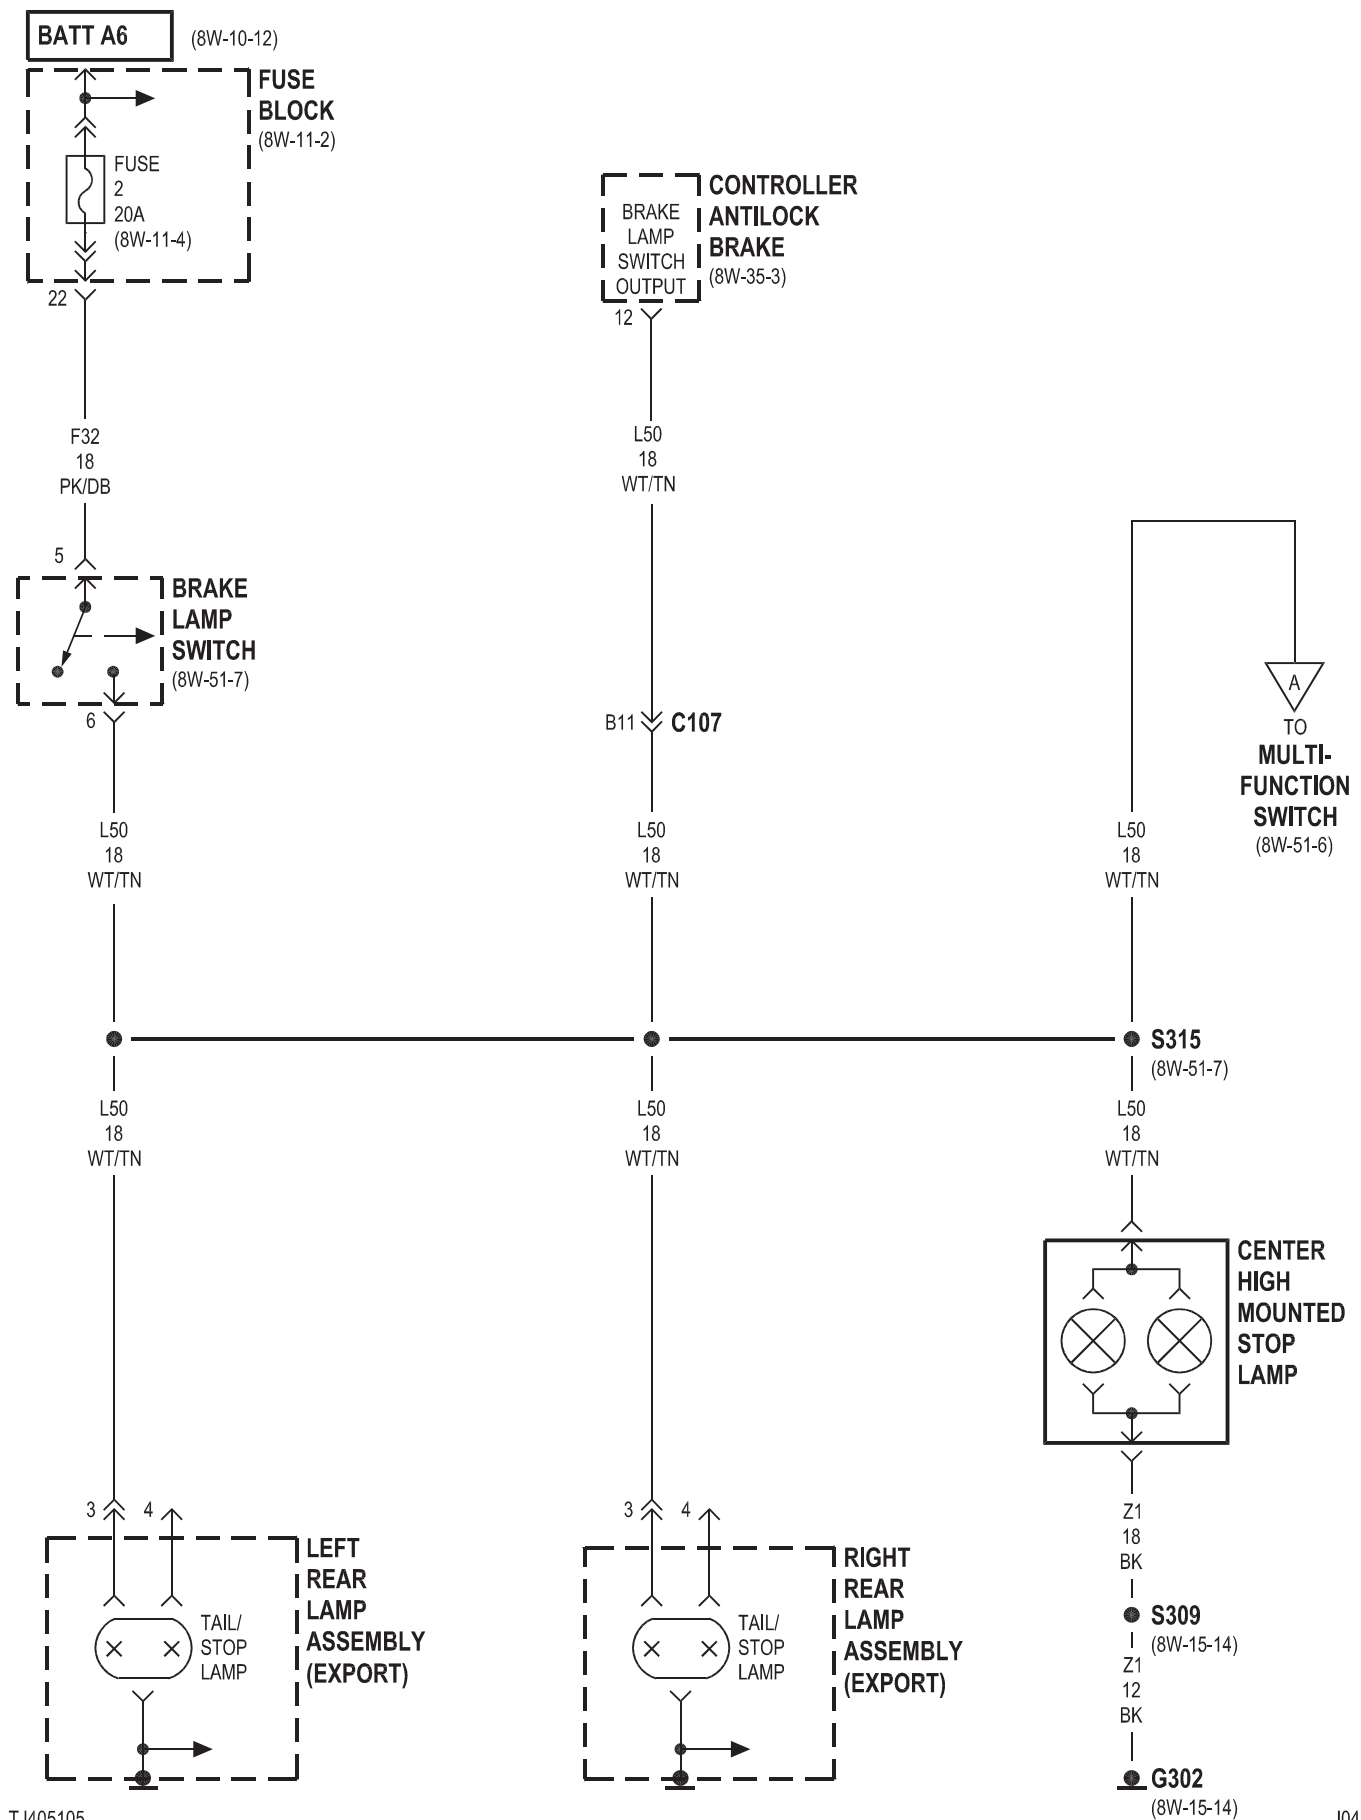 BATT A6
(8W-10-12)
FUSE
BLOCK
(8W-11-2)
FUSE
2
20A
(8W-11-4)
22
F32
18
PK/DB
5
BRAKE
LAMP
SWITCH
(8W-51-7)
6
L50
18
WT/TN
BRAKE
LAMP
SWITCH
OUTPUT
CONTROLLER
ANTILOCK
BRAKE
(8W-35-3)
12
L50
18
WT/TN
B11
C107
L50
18
WT/TN
A
TO
MULTI-
FUNCTION
SWITCH
(8W-51-6)
L50
18
WT/TN
S315
(8W-51-7)
L50
18
WT/TN
L50
18
WT/TN
L50
18
WT/TN
CENTER
HIGH
MOUNTED
STOP
LAMP
3
4
LEFT
REAR
LAMP
ASSEMBLY
(EXPORT)
TAIL/
STOP
LAMP
3
4
RIGHT
REAR
LAMP
ASSEMBLY
(EXPORT)
TAIL/
STOP
LAMP
Z1
18
BK
S309
(8W-15-14)
Z1
12
BK
G302
(8W-15-14)
TJ405105
J04